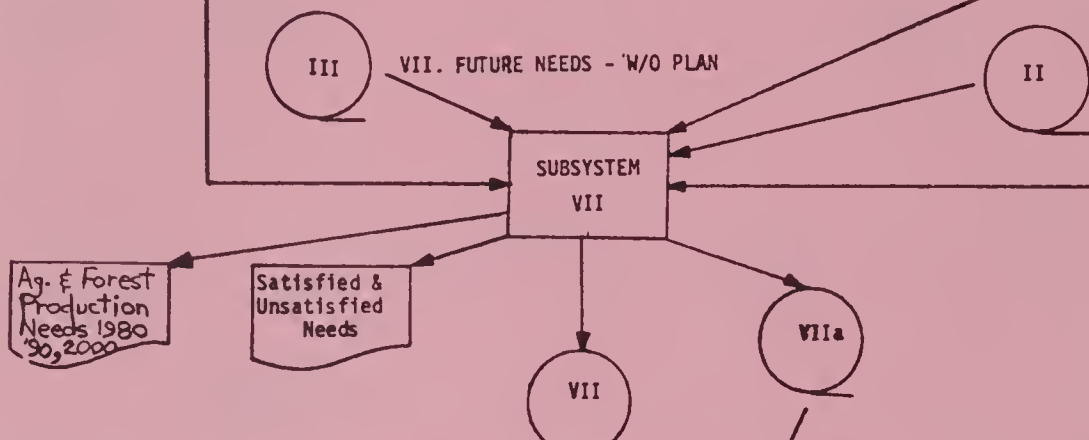 III
VII. FUTURE NEEDS - W/O PLAN
II
SUBSYSTEM
VII
Ag. & Forest
Production
Needs 1980
'90, 2000
Satisfied &
Unsatisfied
Needs
VII
VIIa